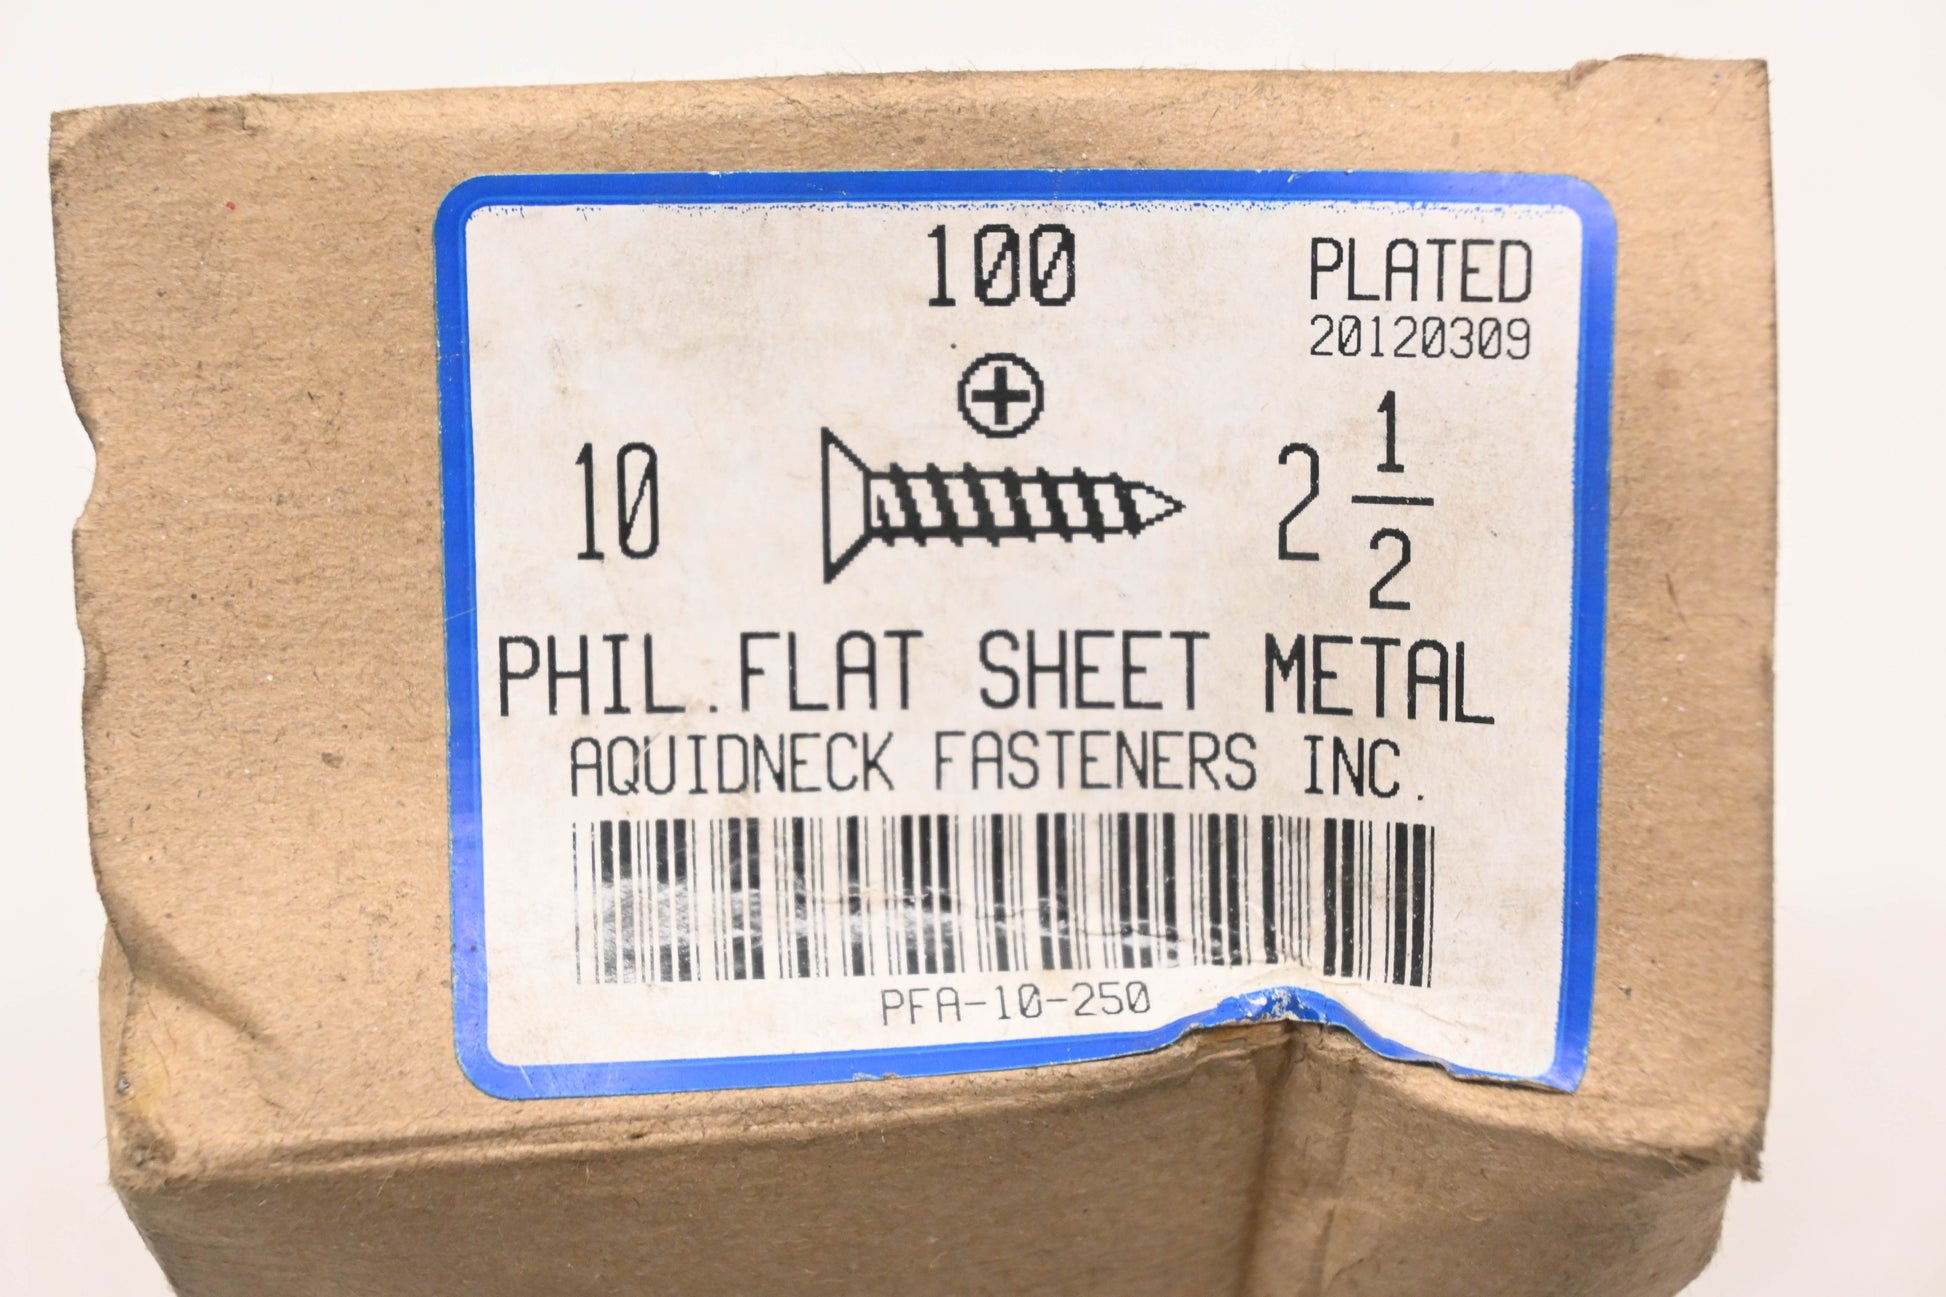 100
PLATED
20120309
10
2 1/2
PHIL.FLAT SHEET METAL
AQUIDNECK FASTENERS INC.
PFA-10-250